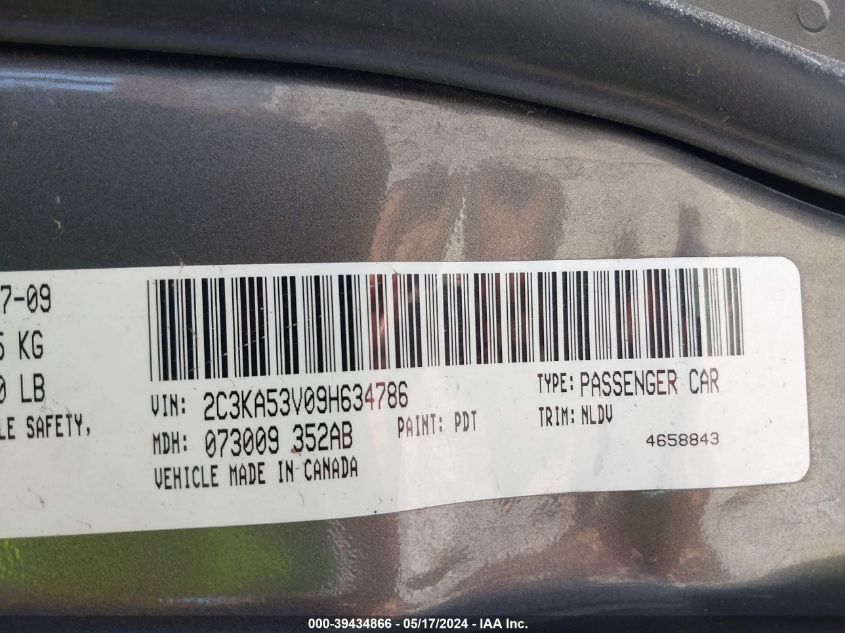 7-09
5 KG
0 LB
LE SAFETY,
VIN: 2C3KA53V09H634786
TYPE: PASSENGER CAR
MDH: 073009 352AB
PAINT: PDT
TRIM: NLDV
VEHICLE MADE IN CANADA
4658843
000-39434866 - 05/17/2024 - IAA Inc.